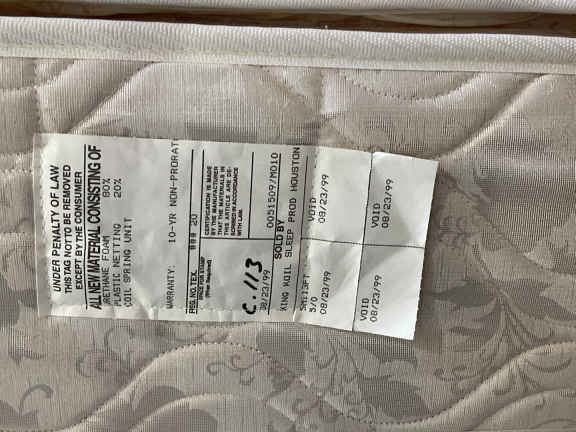 UNDER PENALTY OF LAW
THIS TAG NOT TO BE REMOVED
EXCEPT BY THE CONSUMER
ALL NEW MATERIAL CONSISTING OF
URETHANE FOAM 80%
PLASTIC NETTING 20%
COIL SPRING UNIT
WARRANTY: 10-YR NON-PRORAT
REG. NO. TEX. 20
CERTIFICATION IS MADE
BY THE MANUFACTURER
THAT THE MATERIALS IN
THE ARTICLE ARE DE-
SCRIBED IN ACCORDANCE
WITH LAW.
C. 113
08/23/99 0051509/M010
SOLD BY
KING KOIL SLEEP PROD HOUSTON
5/0
08/23/99
VOID
08/23/99
VOID
08/23/99
VOID
08/23/99